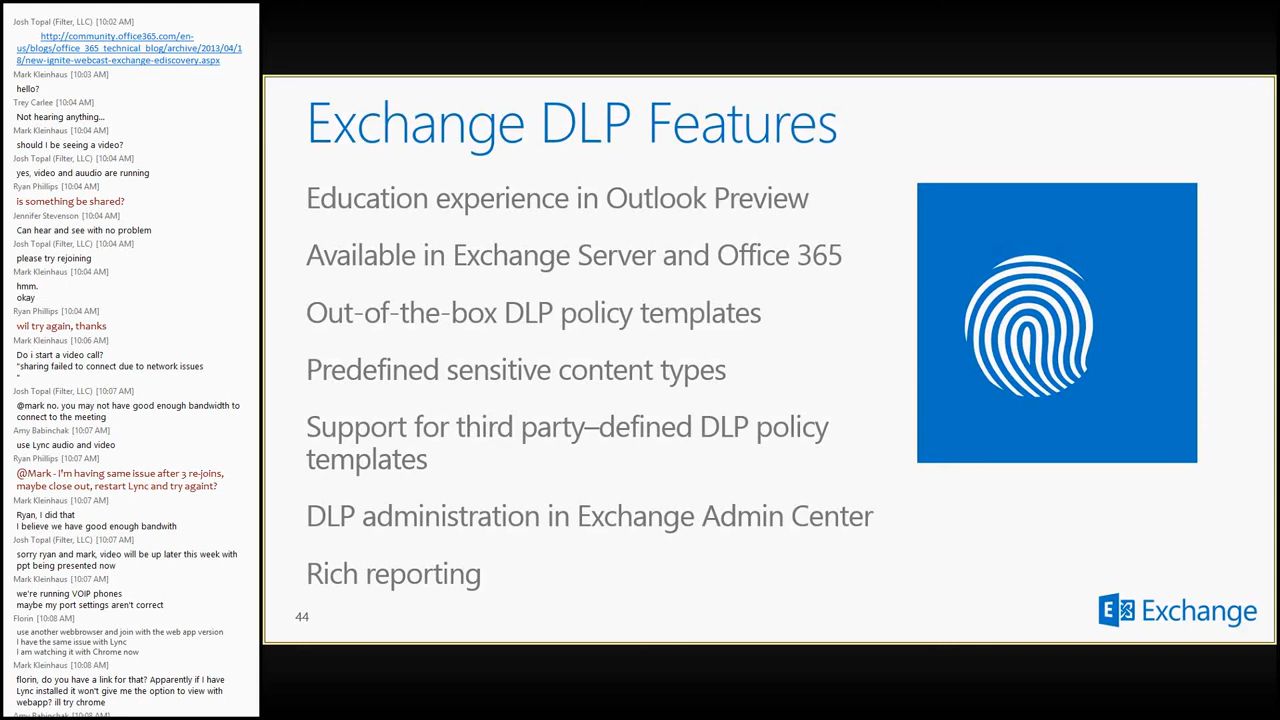 Josh Topal (Filter, LLC) [10:02 AM]
http://community.office365.com/en-
us/blogs/office_365_technical_blog/archive/2013/04/1
8/new-ignite-webcast-exchange-ediscovery.aspx
Mark Kleinhaus [10:03 AM]
hello?
Trey Carlee [10:04 AM]
Not hearing anything...
Mark Kleinhaus [10:04 AM]
should I be seeing a video?
Josh Topal (Filter, LLC) [10:04 AM]
yes, video and auudio are running
Ryan Phillips [10:04 AM]
is something be shared?
Jennifer Stevenson [10:04 AM]
Can hear and see with no problem
Josh Topal (Filter, LLC) [10:04 AM]
please try rejoining
Mark Kleinhaus [10:04 AM]
hmm.
okay
Ryan Phillips [10:04 AM]
wil try again, thanks
Mark Kleinhaus [10:06 AM]
Do i start a video call?
"sharing failed to connect due to network issues
"
Josh Topal (Filter, LLC) [10:07 AM]
@mark no. you may not have good enough bandwidth to
connect to the meeting
Amy Babinchak [10:07 AM]
use Lync audio and video
Ryan Phillips [10:07 AM]
@Mark - I'm having same issue after 3 re-joins,
maybe close out, restart Lync and try againt?
Mark Kleinhaus [10:07 AM]
Ryan, I did that
I believe we have good enough bandwith
Josh Topal (Filter, LLC) [10:07 AM]
sorry ryan and mark, video will be up later this week with
ppt being presented now
Mark Kleinhaus [10:07 AM]
we're running VOIP phones
maybe my port settings aren't correct
Florin [10:08 AM]
use another webbrowser and join with the web app version
I have the same issue with Lync
I am watching it with Chrome now
Mark Kleinhaus [10:08 AM]
florin, do you have a link for that? Apparently if I have
Lync installed it won't give me the option to view with
webapp? ill try chrome
Amy Babinchak [10:08 AM]
Exchange DLP Features
Education experience in Outlook Preview
Available in Exchange Server and Office 365
Out-of-the-box DLP policy templates
Predefined sensitive content types
Support for third party–defined DLP policy
templates
DLP administration in Exchange Admin Center
Rich reporting
44
Exchange